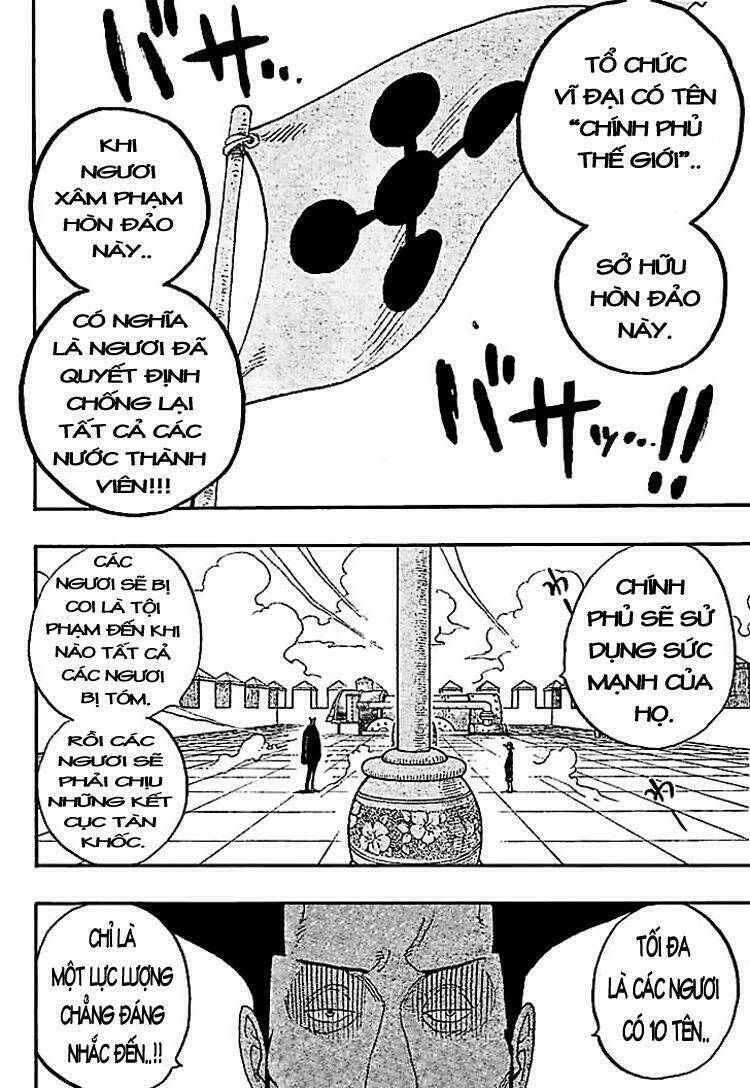 バサッ..
TỔ CHỨC
VĨ ĐẠI CÓ TÊN
“CHÍNH PHỦ
THẾ GIỚI”..
SỞ HỮU
HÒN ĐẢO
NÀY.
KHI
NGƯƠI
XÂM PHẠM
HÒN ĐẢO
NÀY..
CÓ NGHĨA
LÀ NGƯƠI ĐÃ
QUYẾT ĐỊNH
CHỐNG LẠI
TẤT CẢ CÁC
NƯỚC THÀNH
VIÊN!!!
バサッ...!!
CHÍNH
PHỦ SẼ SỬ
DỤNG SỨC
MẠNH CỦA
HỌ.
CÁC
NGƯƠI SẼ BỊ
COI LÀ TỘI
PHẠM ĐẾN KHI
NÀO TẤT CẢ
CÁC NGƯƠI
BỊ TÓM.
RỒI CÁC
NGƯƠI SẼ
PHẢI CHỊU
NHỮNG KẾT
CỤC TÀN
KHỐC.
TỐI ĐA
LÀ CÁC NGƯƠI
CÓ 10 TÊN..
CHỈ LÀ
MỘT LỰC LƯỢNG
CHẲNG ĐÁNG
NHẮC ĐẾN..!!